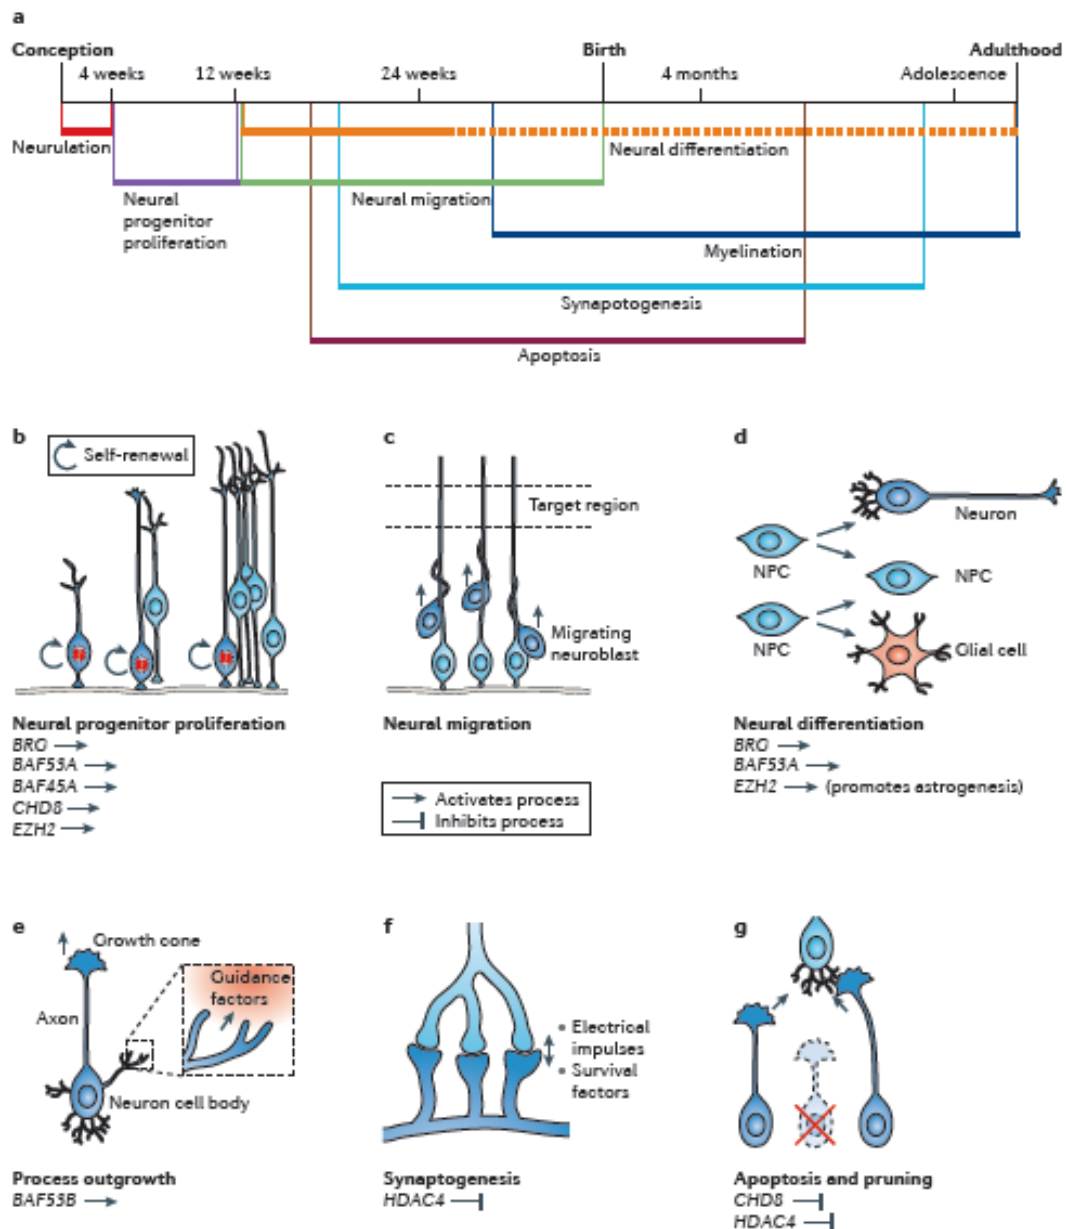 a
Conception
Birth
Adulthood
4 weeks
12 weeks
24 weeks
4 months
Adolescence
Neurulation
Neural differentiation
Neural
progenitor
proliferation
Neural migration
Myelination
Synapotogenesis
Apoptosis
b
Self-renewal
c
Target region
Migrating
neuroblast
d
Neuron
NPC
NPC
NPC
Glial cell
Neural progenitor proliferation
BRG
BAF53A
BAF45A
CHD8
EZH2
Neural migration
Activates process
Inhibits process
Neural differentiation
BRG
BAF53A
EZH2 (promotes astrogenesis)
e
Growth cone
Guidance
factors
Axon
Neuron cell body
f
• Electrical
impulses
• Survival
factors
g
Process outgrowth
BAF53B
Synaptogenesis
HDAC4
Apoptosis and pruning
CHD8
HDAC4